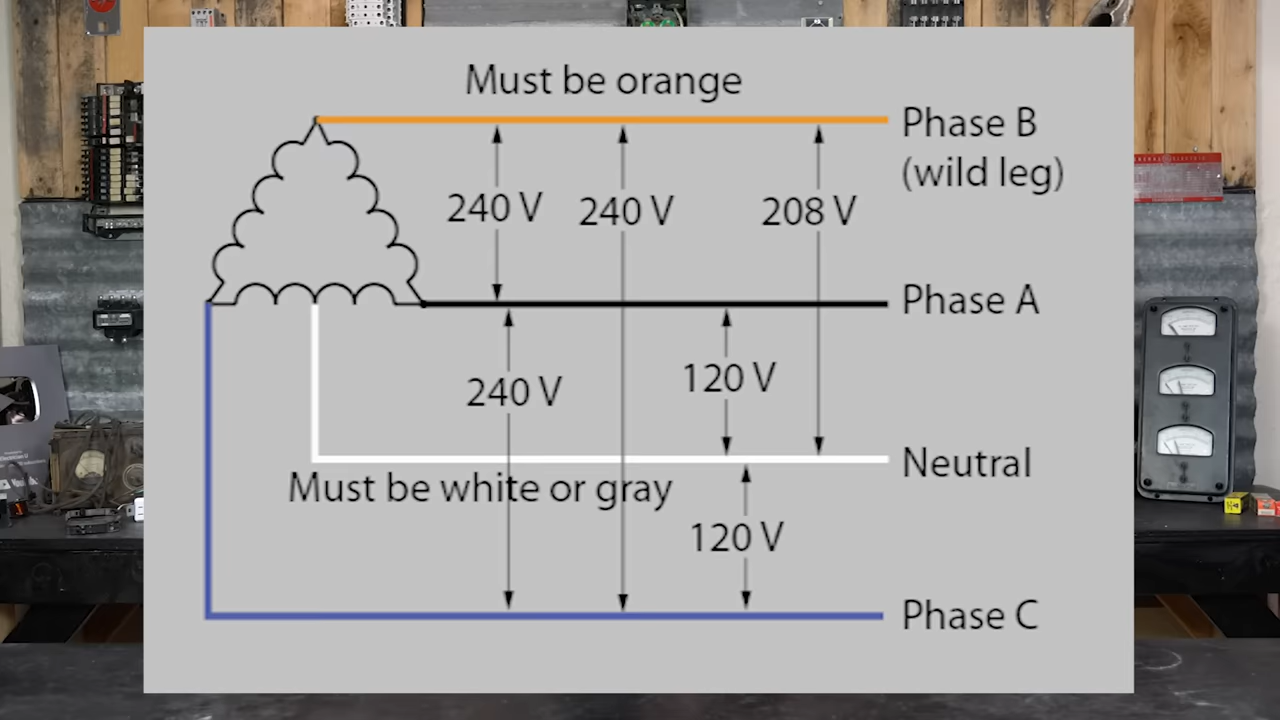 Must be orange
Phase B
(wild leg)
240 V
240 V
208 V
Phase A
240 V
120 V
Neutral
Must be white or gray
120 V
Phase C